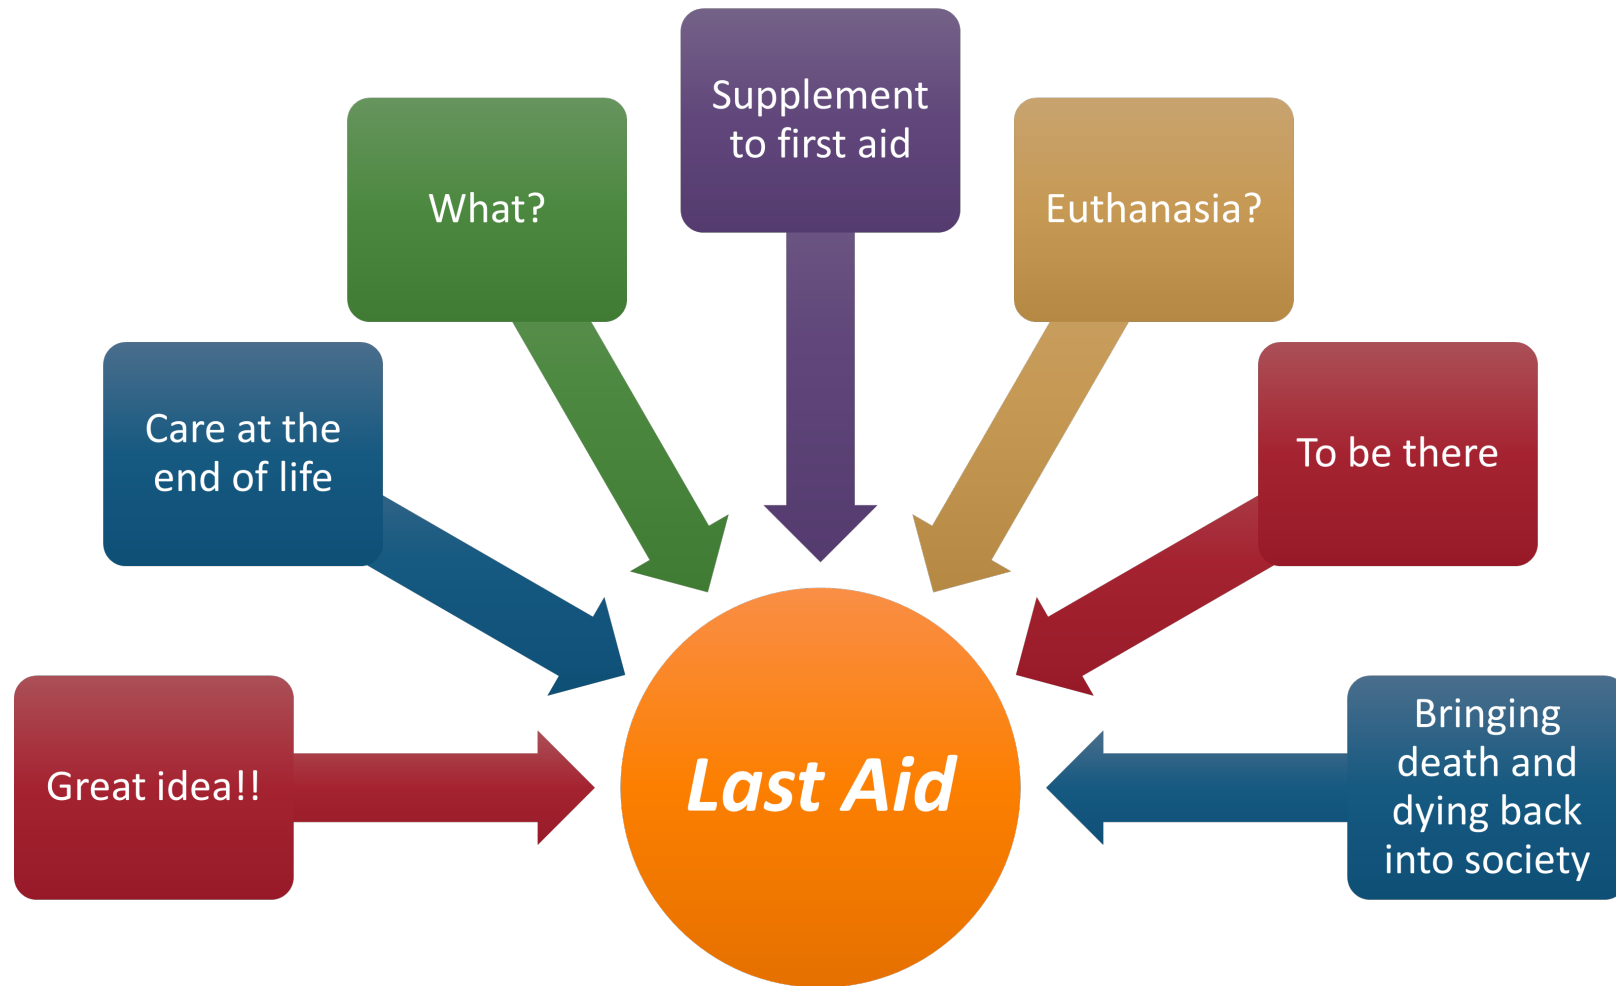 Supplement
to first aid
What?
Euthanasia?
Care at the
end of life
To be there
Great idea!!
Last Aid
Bringing
death and
dying back
into society